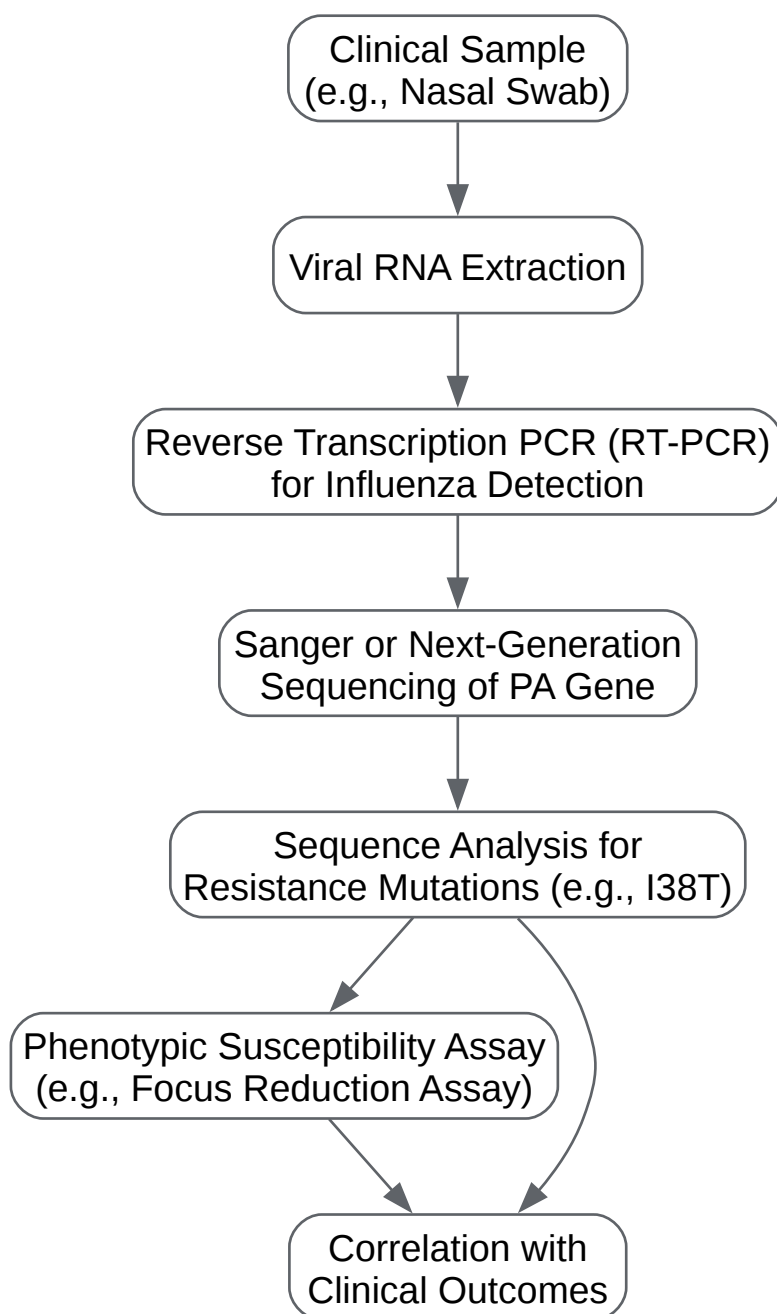 Clinical Sample
(e.g., Nasal Swab)
Viral RNA Extraction
Reverse Transcription PCR (RT-PCR)
for Influenza Detection
Sanger or Next-Generation
Sequencing of PA Gene
Sequence Analysis for
Resistance Mutations (e.g., I38T)
Phenotypic Susceptibility Assay
(e.g., Focus Reduction Assay)
Correlation with
Clinical Outcomes